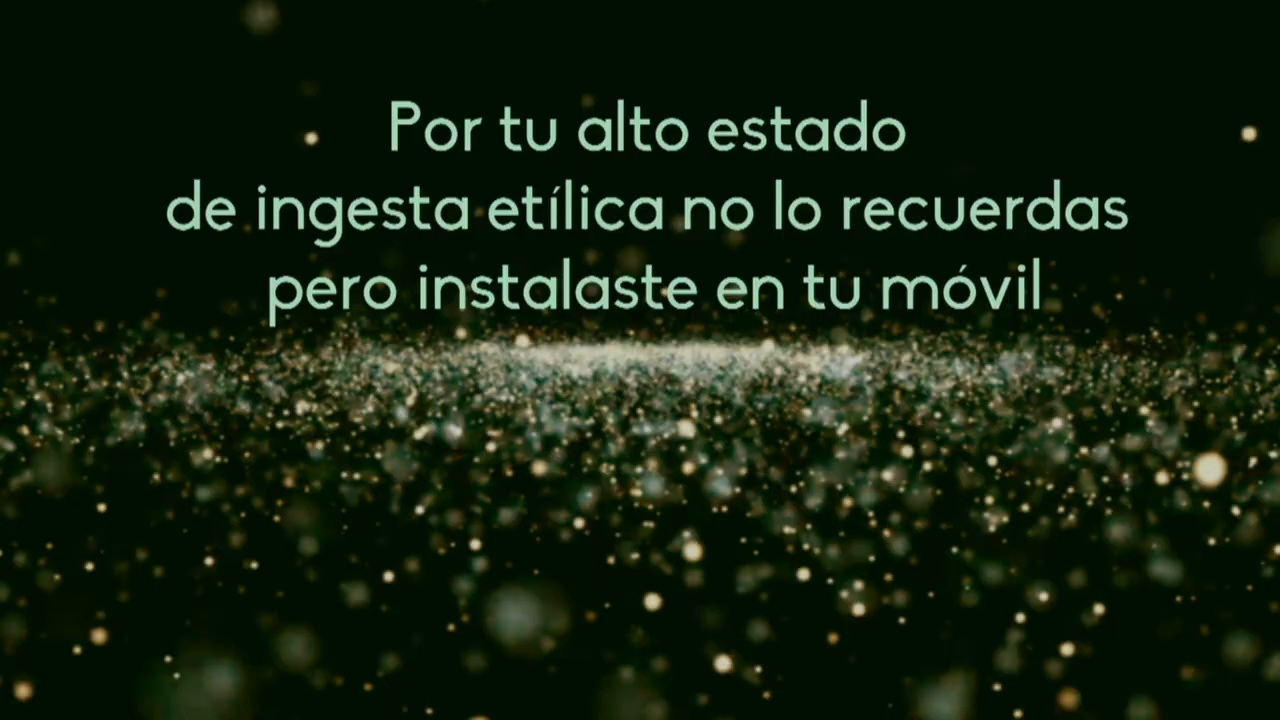 Por tu alto estado
de ingesta etílica no lo recuerdas
pero instalaste en tu móvil